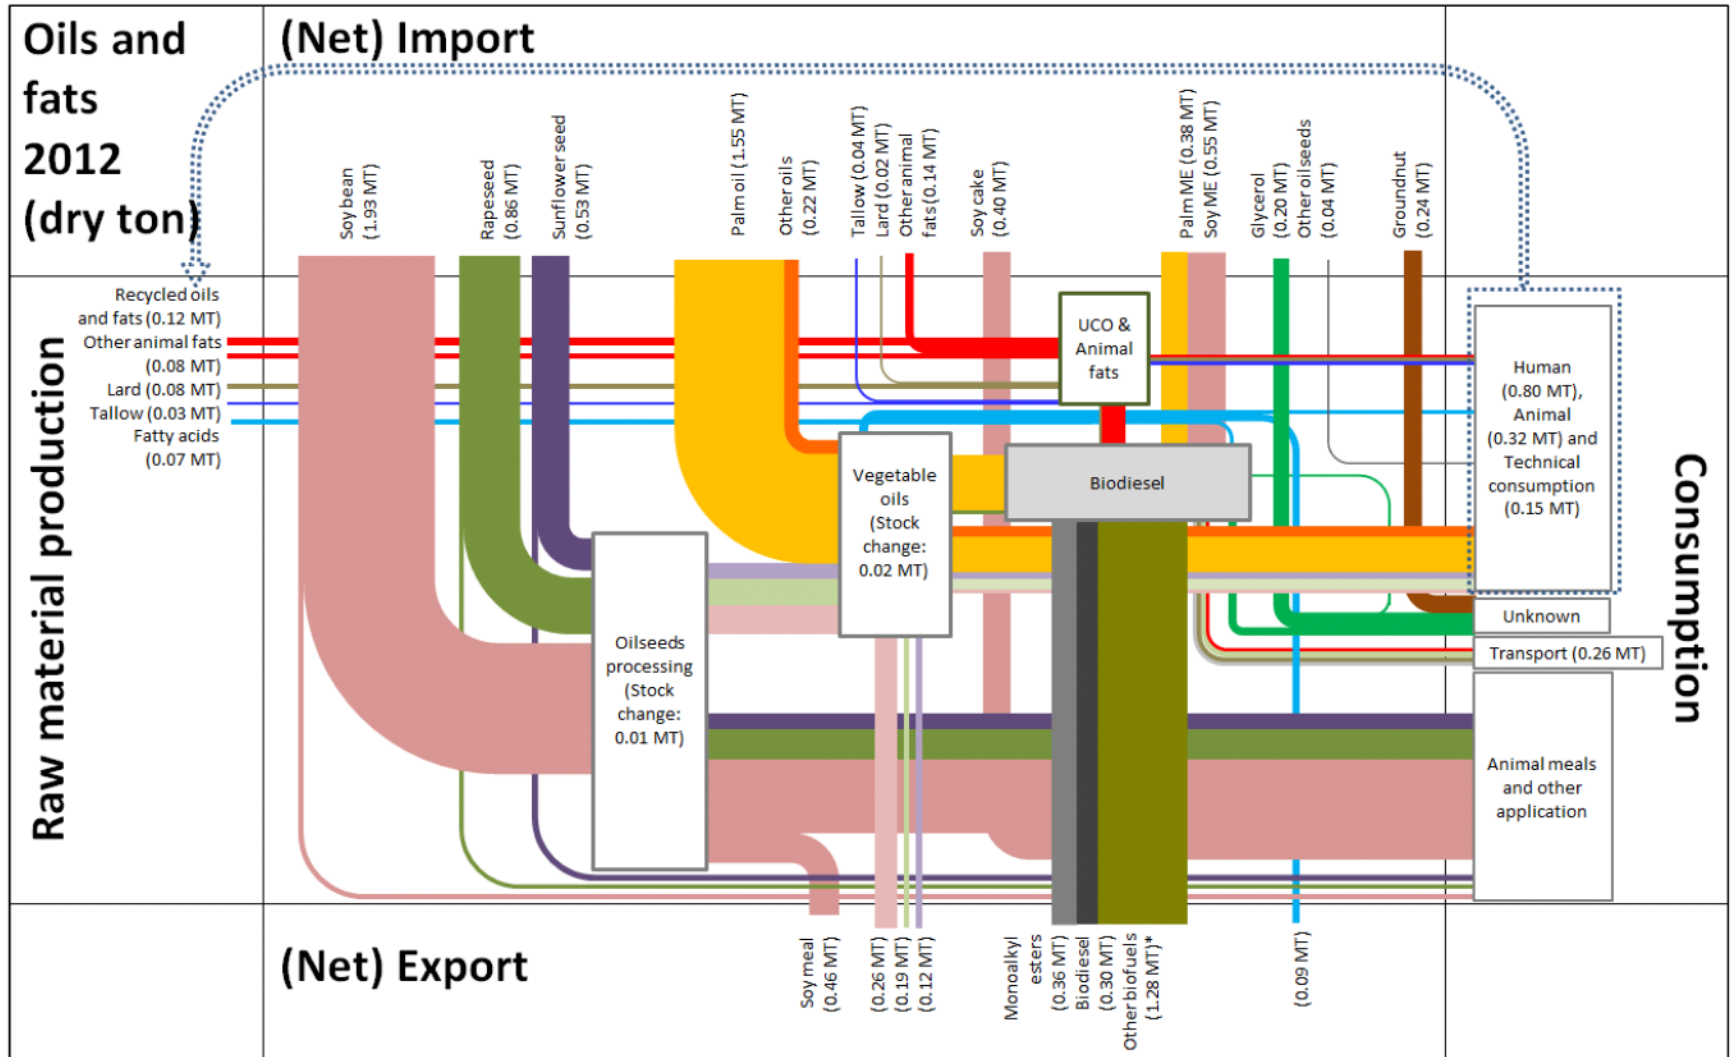 Oils and
fats
2012
(dry ton)
(Net) Import
Soy bean
(1.93 MT)
Rapeseed
(0.86 MT)
Sunflower seed
(0.53 MT)
Palm oil (1.55 MT)
Other oils
(0.22 MT)
Tallow (0.04 MT)
Lard (0.02 MT)
Other animal
fats (0.14 MT)
Soy cake
(0.40 MT)
Palm ME (0.38 MT)
Soy ME (0.55 MT)
Glycerol
(0.20 MT)
Other oilseeds
(0.04 MT)
Groundnut
(0.24 MT)
Raw material production
Recycled oils
and fats (0.12 MT)
Other animal fats
(0.08 MT)
Lard (0.08 MT)
Tallow (0.03 MT)
Fatty acids
(0.07 MT)
Oilseeds
processing
(Stock
change:
0.01 MT)
Vegetable
oils
(Stock
change:
0.02 MT)
UCO &
Animal
fats
Biodiesel
Human
(0.80 MT),
Animal
(0.32 MT) and
Technical
consumption
(0.15 MT)
Unknown
Transport (0.26 MT)
Animal meals
and other
application
Consumption
(Net) Export
Soy meal
(0.46 MT)
(0.26 MT)
(0.19 MT)
(0.12 MT)
Monoalkyl
esters
(0.36 MT)
Biodiesel
(0.30 MT)
Other biofuels
(1.28 MT)*
(0.09 MT)